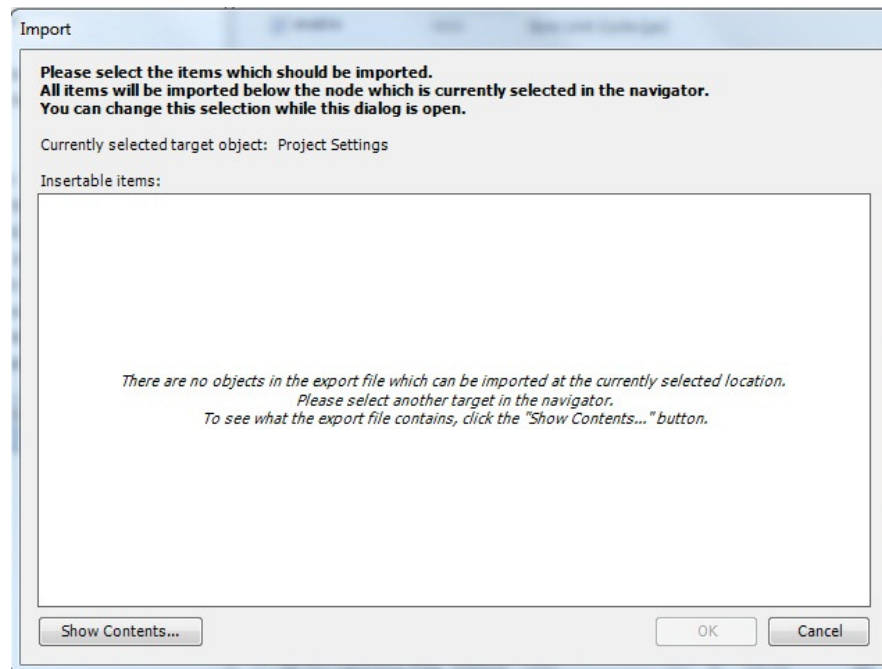 Import
Please select the items which should be imported.
All items will be imported below the node which is currently selected in the navigator.
You can change this selection while this dialog is open.
Currently selected target object: Project Settings
Insertable items:
There are no objects in the export file which can be imported at the currently selected location.
Please select another target in the navigator.
To see what the export file contains, click the "Show Contents..." button.
Show Contents... OK Cancel